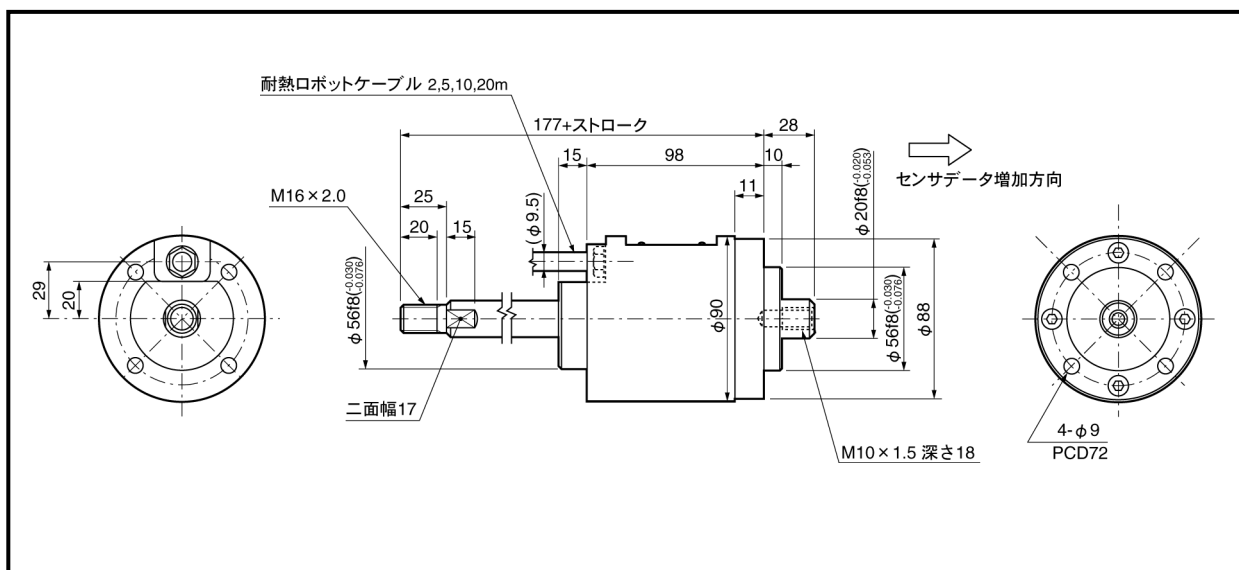 耐熱ロボットケーブル 2,5,10,20m
177+ストローク
28
15
98
10
11
センサデータ増加方向
M16×2.0
25
20
15
(φ9.5)
φ20f8(-0.020 -0.053)
29
20
φ56f8(-0.030 -0.076)
φ90
φ56f8(-0.030 -0.076)
φ88
二面幅17
M10×1.5 深さ18
4-φ9
PCD72